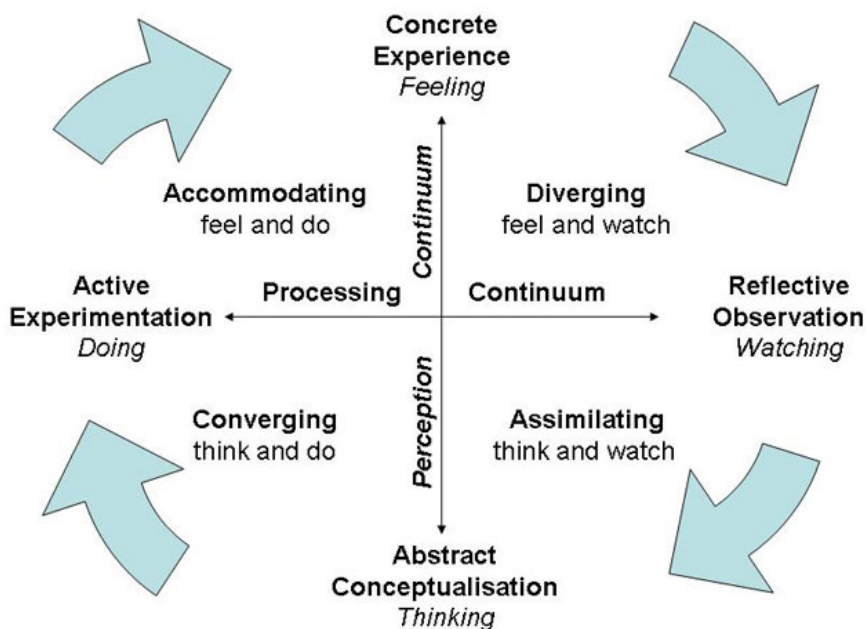 Concrete
Experience
Feeling
Accommodating
feel and do
Continuum
Diverging
feel and watch
Active
Experimentation
Doing
Processing
Continuum
Reflective
Observation
Watching
Converging
think and do
Perception
Assimilating
think and watch
Abstract
Conceptualisation
Thinking